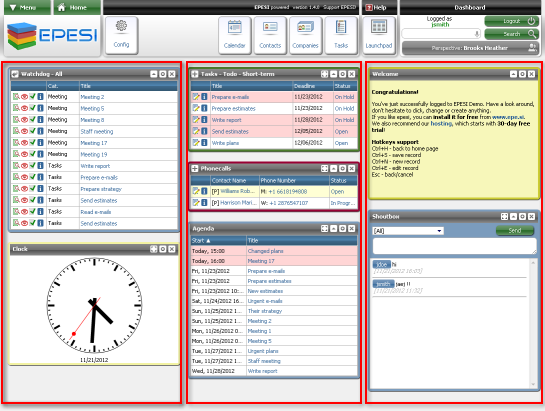 Menu
Home
EPESI powered version 1.4.0 Support EPESI!
Help
Dashboard
EPESI
Config
Calendar
Contacts
Companies
Tasks
Launchpad
Logged as
jsmith
Logout
Search
Perspective: Brooks Heather
Watchdog - All
Cat. Title
Meeting Meeting 2
Meeting Meeting 6
Meeting Meeting 8
Meeting Staff meeting
Meeting Meeting 17
Meeting Meeting 19
Tasks Write report
Tasks Prepare e-mails
Tasks Prepare strategy
Tasks Send estimates
Tasks Read e-mails
Tasks Send estimates
Clock
11/21/2012
Tasks - Todo - Short-term
Title Deadline Status
Prepare e-mails 11/23/2012 On Hold
Prepare estimates On Hold
Write report 11/28/2012 On Hold
Send estimates 12/05/2012 Open
Write plans 12/06/2012 Open
Phonecalls
Contact Name Phone Number Status
[P] Williams Rob... M: +1 6618194808 Open
[P] Harrison Mari... W: +1 2876547107 In Progr...
Agenda
Start Title
Today, 15:00 Changed plans
Today, 16:00 Meeting 17
Fri, 11/23/2012 Prepare e-mails
Fri, 11/23/2012 Prepare estimates
Fri, 11/23/2012 10:... New estimates
Sat, 11/24/2012 16... Urgent e-mails
Sun, 11/25/2012 1... Their strategy
Sun, 11/25/2012 1... Meeting 2
Mon, 11/26/2012 0... Meeting 1
Mon, 11/26/2012 0... Meeting 5
Tue, 11/27/2012 1... Urgent plans
Tue, 11/27/2012 1... Staff meeting
Wed, 11/28/2012 Write report
Welcome
Congratulations!
You've just successfully logged to EPESI Demo. Have a look around,
don't hesitate to click, change or create anything.
If you like epesi, you can install it for free from www.epe.si.
We also recommend our hosting, which starts with 30-day free
trial!
Hotkeys support
Ctrl+H - back to home page
Ctrl+S - save record
Ctrl+N - new record
Ctrl+E - edit record
Esc - back/cancel
Shoutbox
[All]
Send
jdoe hi
[11/21/2012 16:03]
jsmith jaej !!